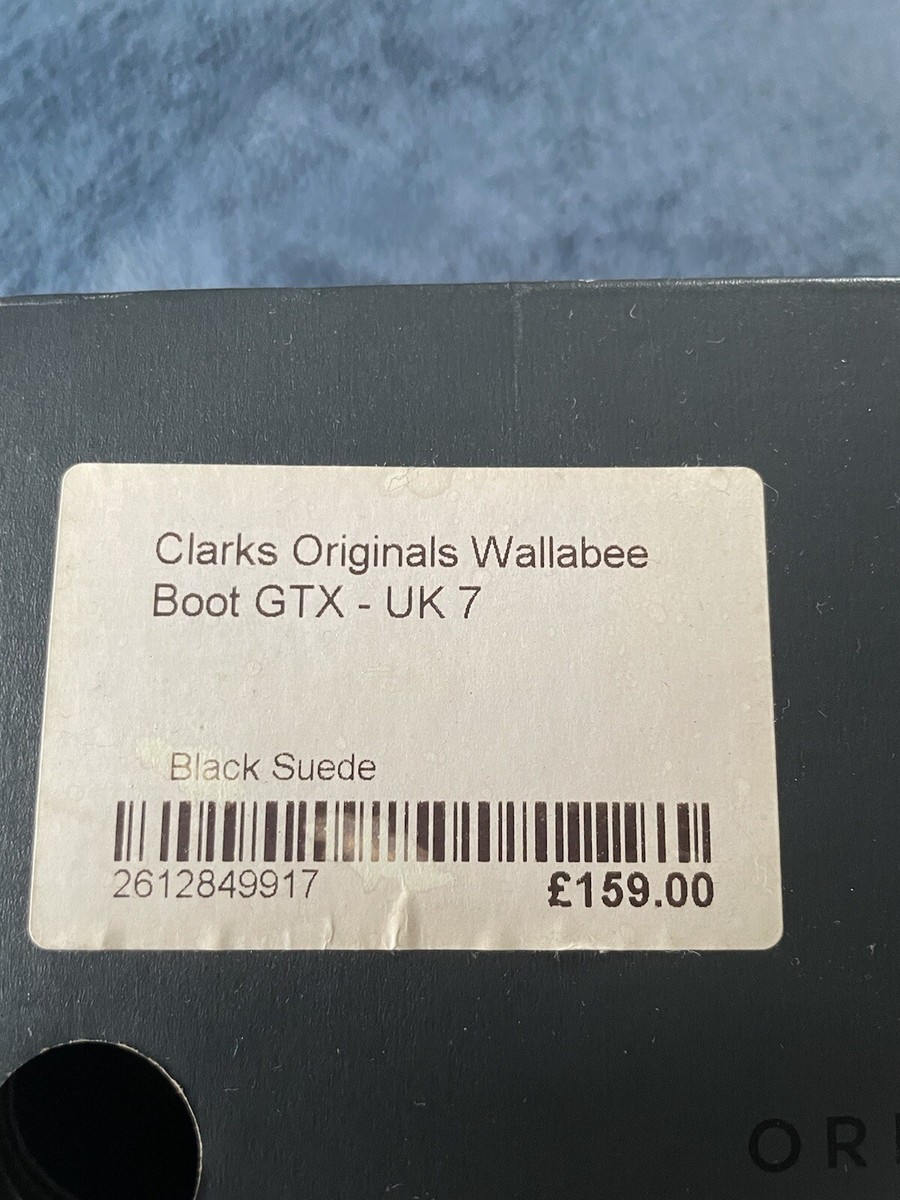 Clarks Originals Wallabee
Boot GTX - UK 7
Black Suede
2612849917
£159.00